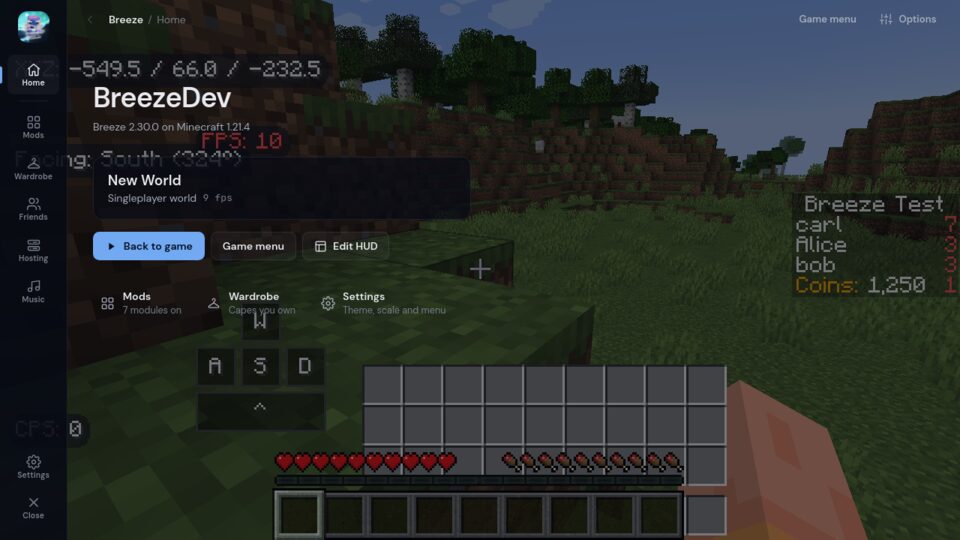 Breeze / Home
Game menu
Options
XYZ: -549.5 / 66.0 / -232.5
Home
BreezeDev
Breeze 2.30.0 on Minecraft 1.21.4
FPS: 10
Mods
Facing: South (324°)
Wardrobe
New World
Singleplayer world 9 fps
Friends
Breeze Test
carl 7
Alice 3
bob 3
Coins: 1,250 1
Back to game
Game menu
Edit HUD
Hosting
Music
Mods
7 modules on
Wardrobe
Capes you own
Settings
Theme, scale and menu
W
A S D
^
CPS: 0
Settings
Close